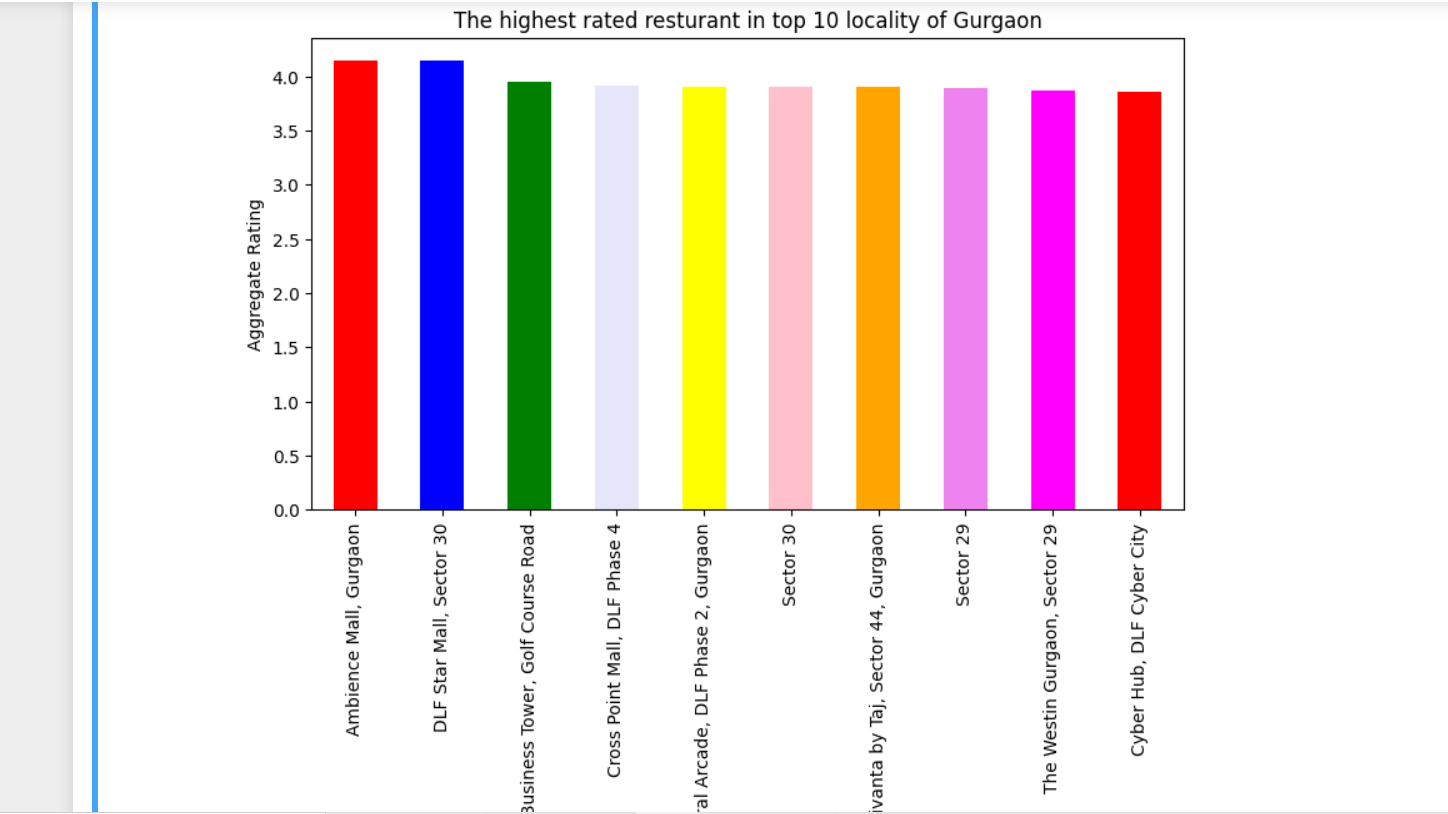 The highest rated resturant in top 10 locality of Gurgaon
Aggregate Rating
4.0
3.5
3.0
2.5
2.0
1.5
1.0
0.5
0.0
Ambience Mall, Gurgaon
DLF Star Mall, Sector 30
Business Tower, Golf Course Road
Cross Point Mall, DLF Phase 4
Arcade, DLF Phase 2, Gurgaon
Sector 30
by Taj, Sector 44, Gurgaon
Sector 29
The Westin Gurgaon, Sector 29
Cyber Hub, DLF Cyber City